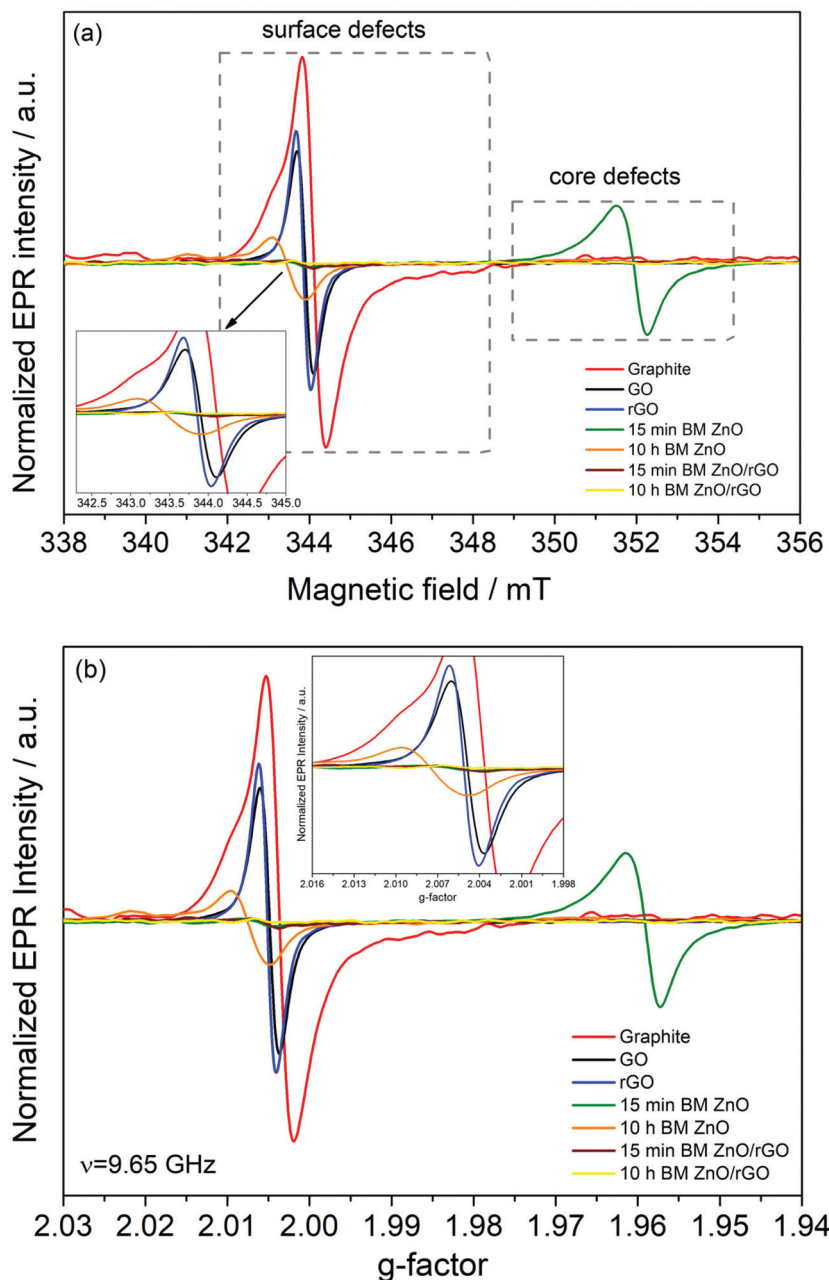 (a)
surface defects
core defects
Normalized EPR intensity / a.u.
Graphite
GO
rGO
15 min BM ZnO
10 h BM ZnO
15 min BM ZnO/rGO
10 h BM ZnO/rGO
342.5 343.0 343.5 344.0 344.5 345.0
338 340 342 344 346 348 350 352 354 356
Magnetic field / mT
(b)
Normalized EPR Intensity / a.u.
Normalized EPR Intensity / a.u.
2.016 2.013 2.010 2.007 2.004 2.001 1.998
g-factor
Graphite
GO
rGO
15 min BM ZnO
10 h BM ZnO
15 min BM ZnO/rGO
10 h BM ZnO/rGO
ν=9.65 GHz
2.03 2.02 2.01 2.00 1.99 1.98 1.97 1.96 1.95 1.94
g-factor